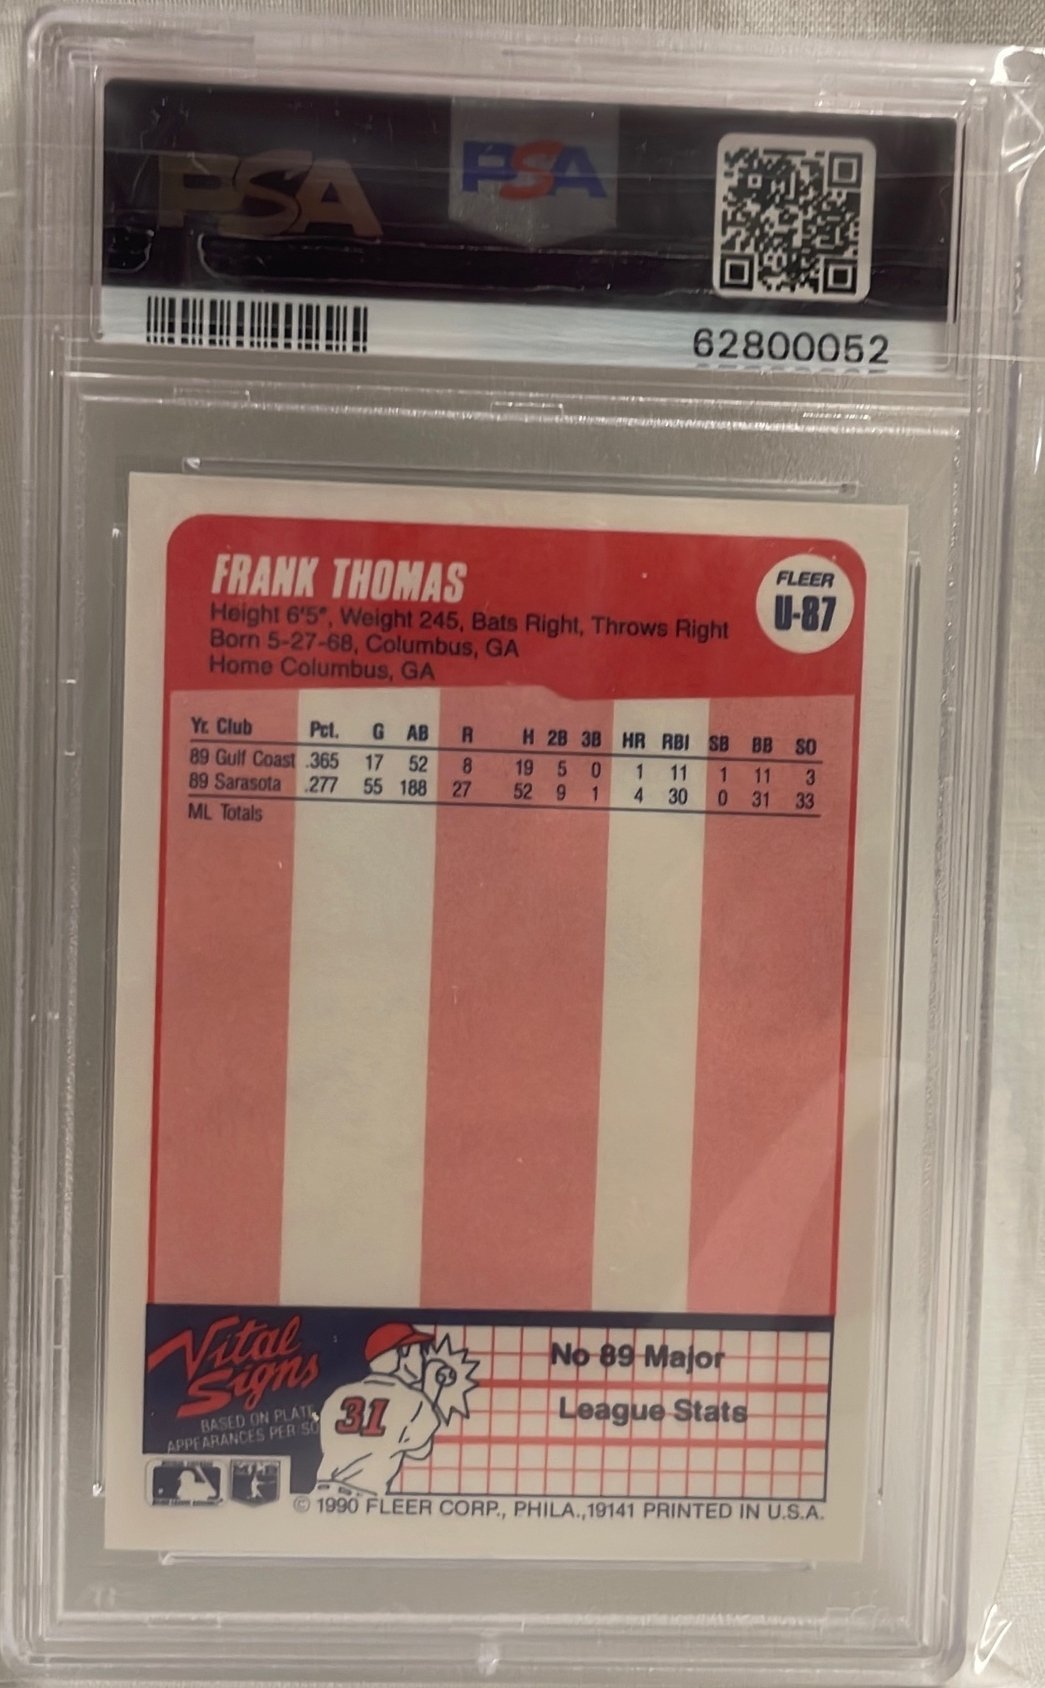 PSA PSA
62800052
FRANK THOMAS
FLEER
U-87
Height 6'5", Weight 245, Bats Right, Throws Right
Born 5-27-68, Columbus, GA
Home Columbus, GA
Yr. Club Pct. G AB R H 2B 3B HR RBI SB BB SO
89 Gulf Coast .365 17 52 8 19 5 0 1 11 1 11 3
89 Sarasota .277 55 188 27 52 9 1 4 30 0 31 33
ML Totals
Vital
Signs
BASED ON PLATE
APPEARANCES PER SO
31
No 89 Major
League Stats
© 1990 FLEER CORP., PHILA.,19141 PRINTED IN U.S.A.